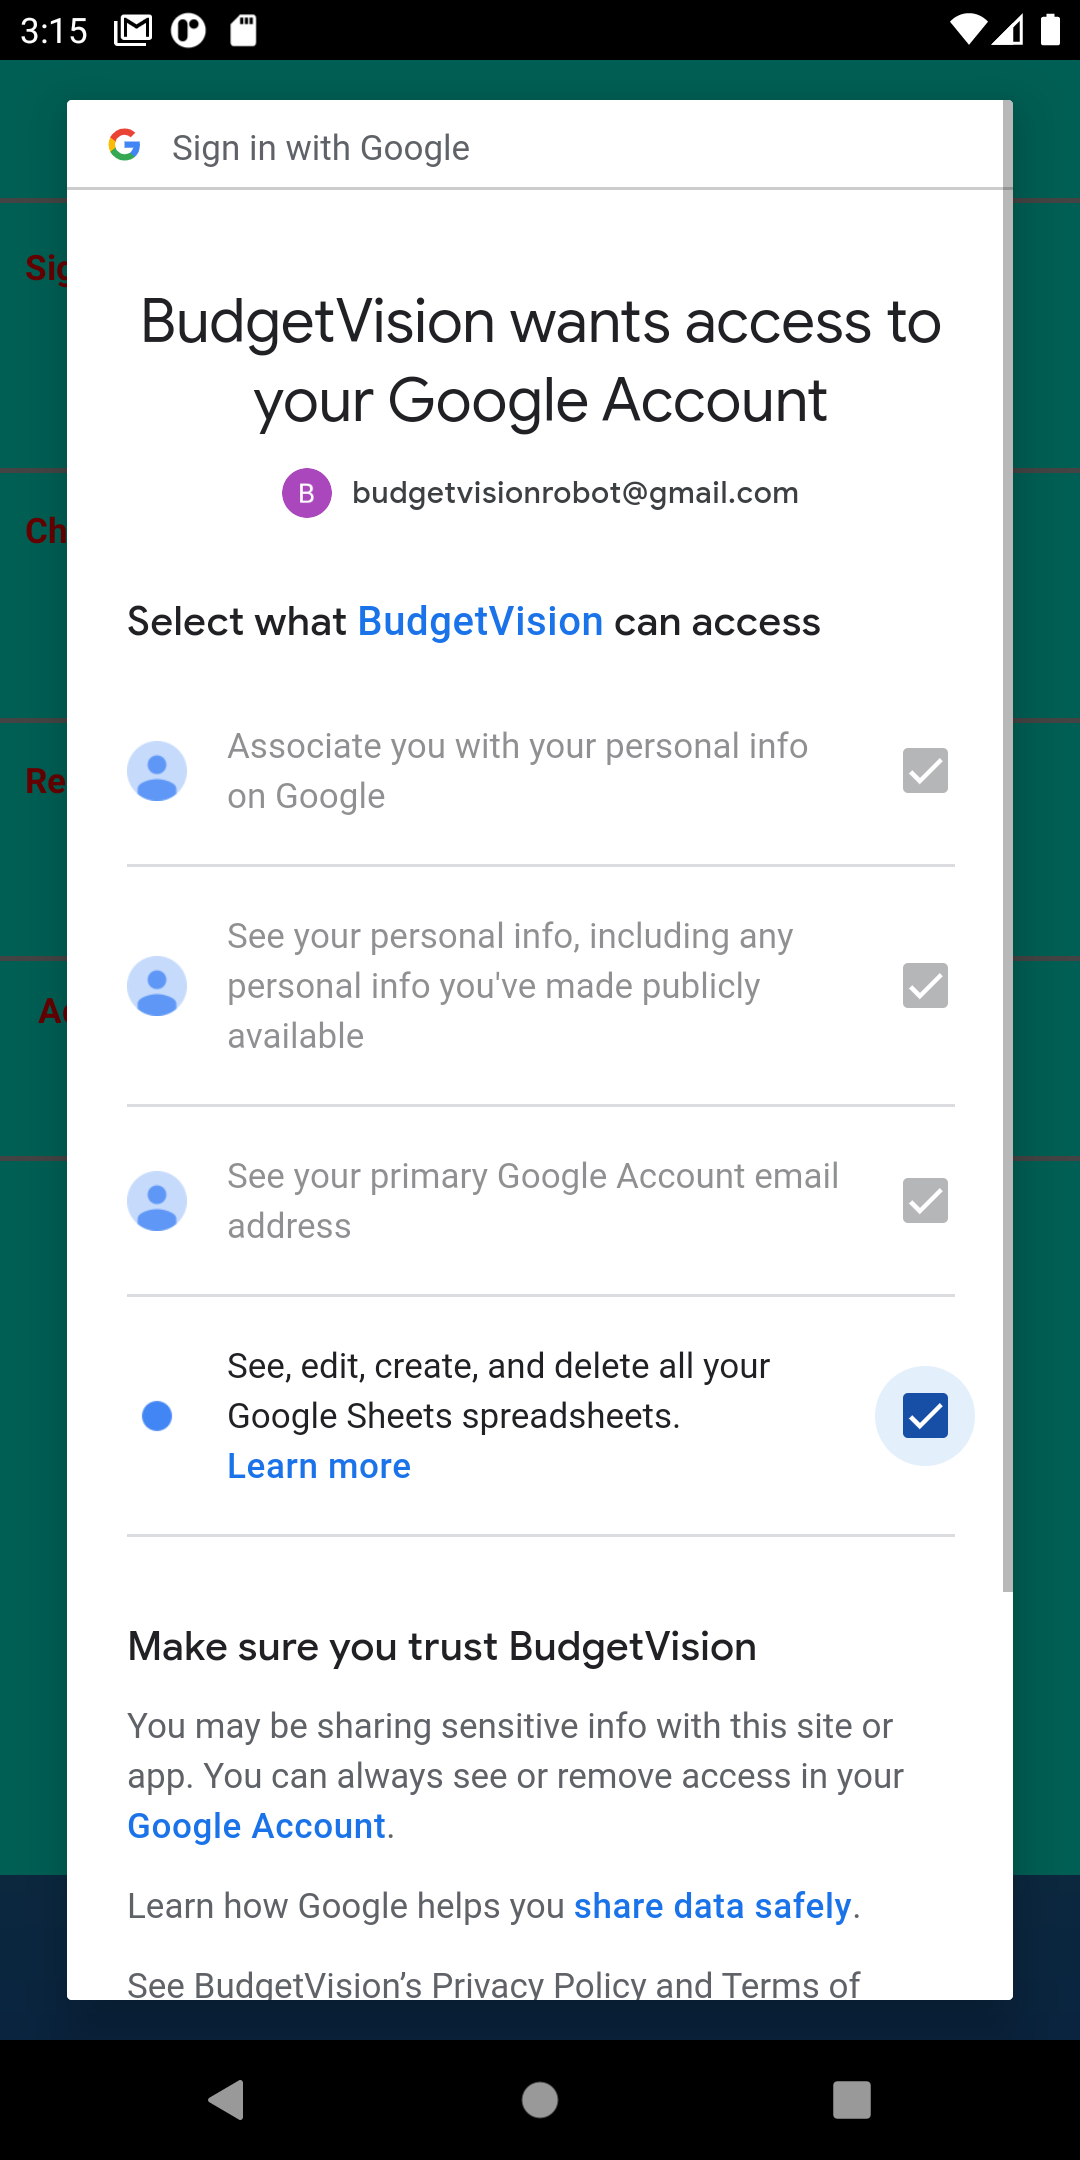 3:15
Sign in with Google
BudgetVision wants access to
your Google Account
B
budgetvisionrobot@gmail.com
Select what BudgetVision can access
Associate you with your personal info
on Google
See your personal info, including any
personal info you've made publicly
available
See your primary Google Account email
address
See, edit, create, and delete all your
Google Sheets spreadsheets.
Learn more
Make sure you trust BudgetVision
You may be sharing sensitive info with this site or
app. You can always see or remove access in your
Google Account.
Learn how Google helps you share data safely.
See BudgetVision’s Privacy Policy and Terms of